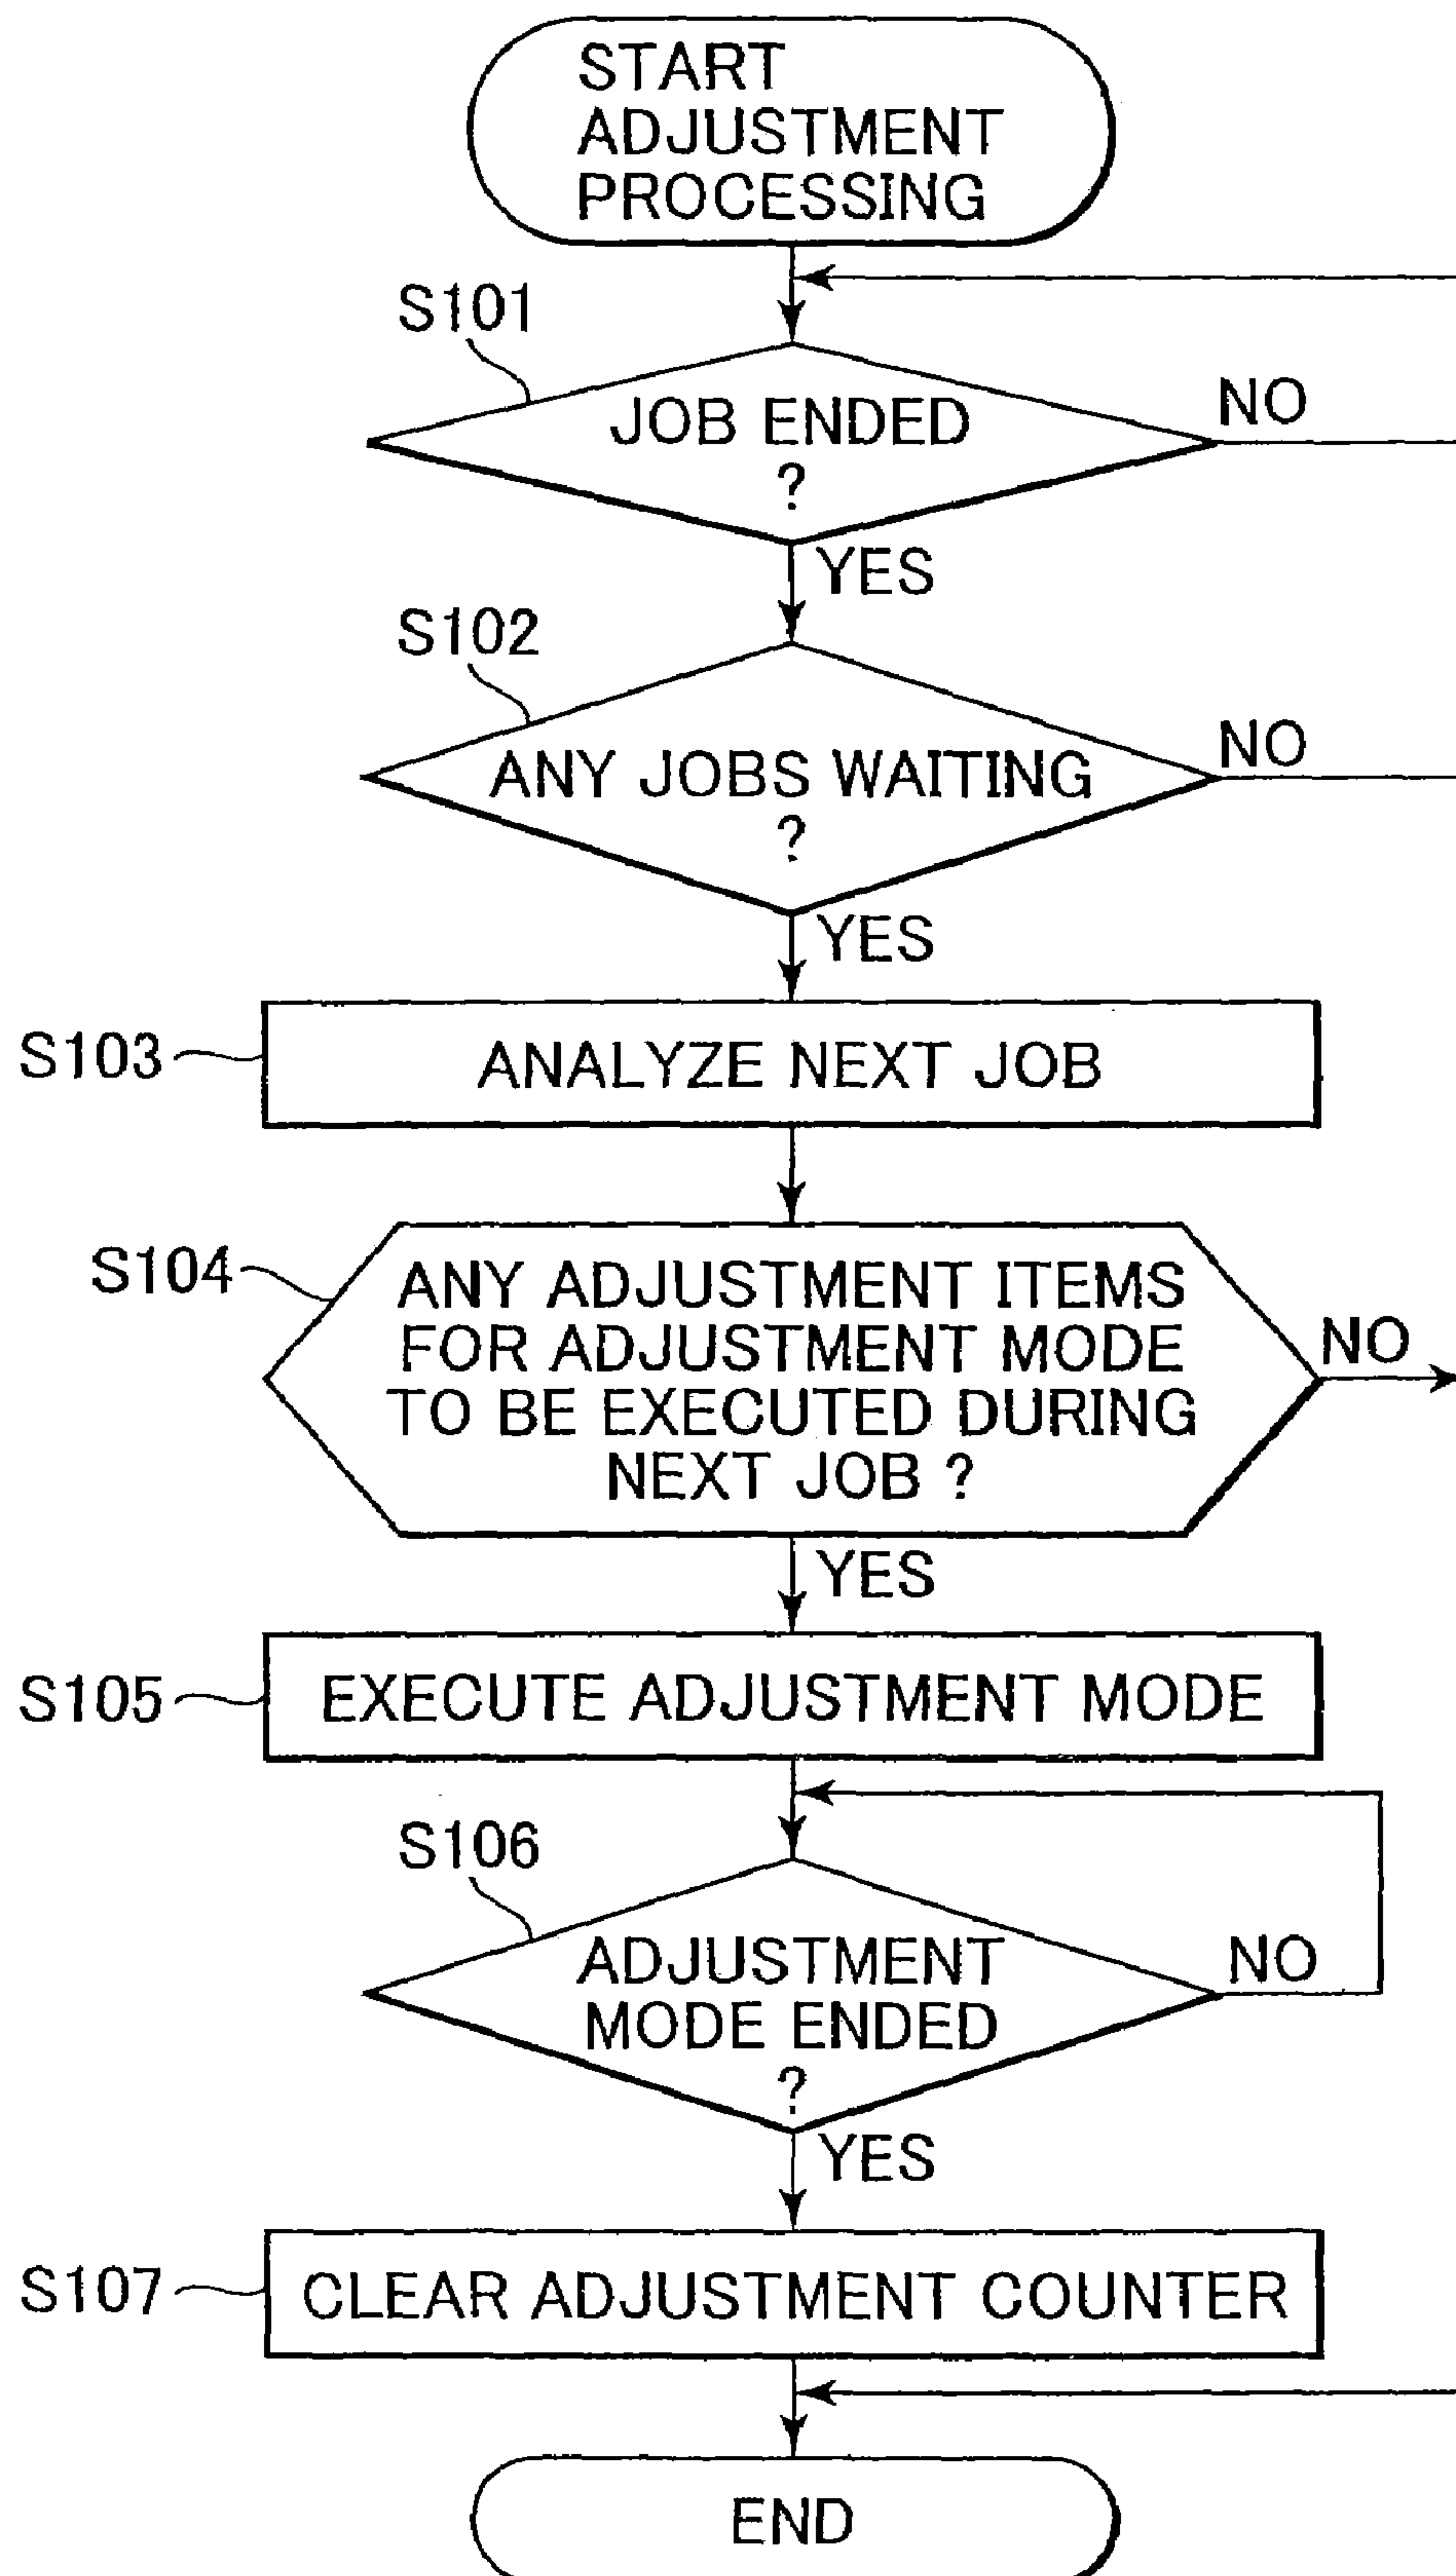 START
ADJUSTMENT
PROCESSING
S101
JOB ENDED
?
NO
YES
S102
ANY JOBS WAITING
?
NO
YES
S103
ANALYZE NEXT JOB
S104
ANY ADJUSTMENT ITEMS
FOR ADJUSTMENT MODE
TO BE EXECUTED DURING
NEXT JOB ?
NO
YES
S105
EXECUTE ADJUSTMENT MODE
S106
ADJUSTMENT
MODE ENDED
?
NO
YES
S107
CLEAR ADJUSTMENT COUNTER
END